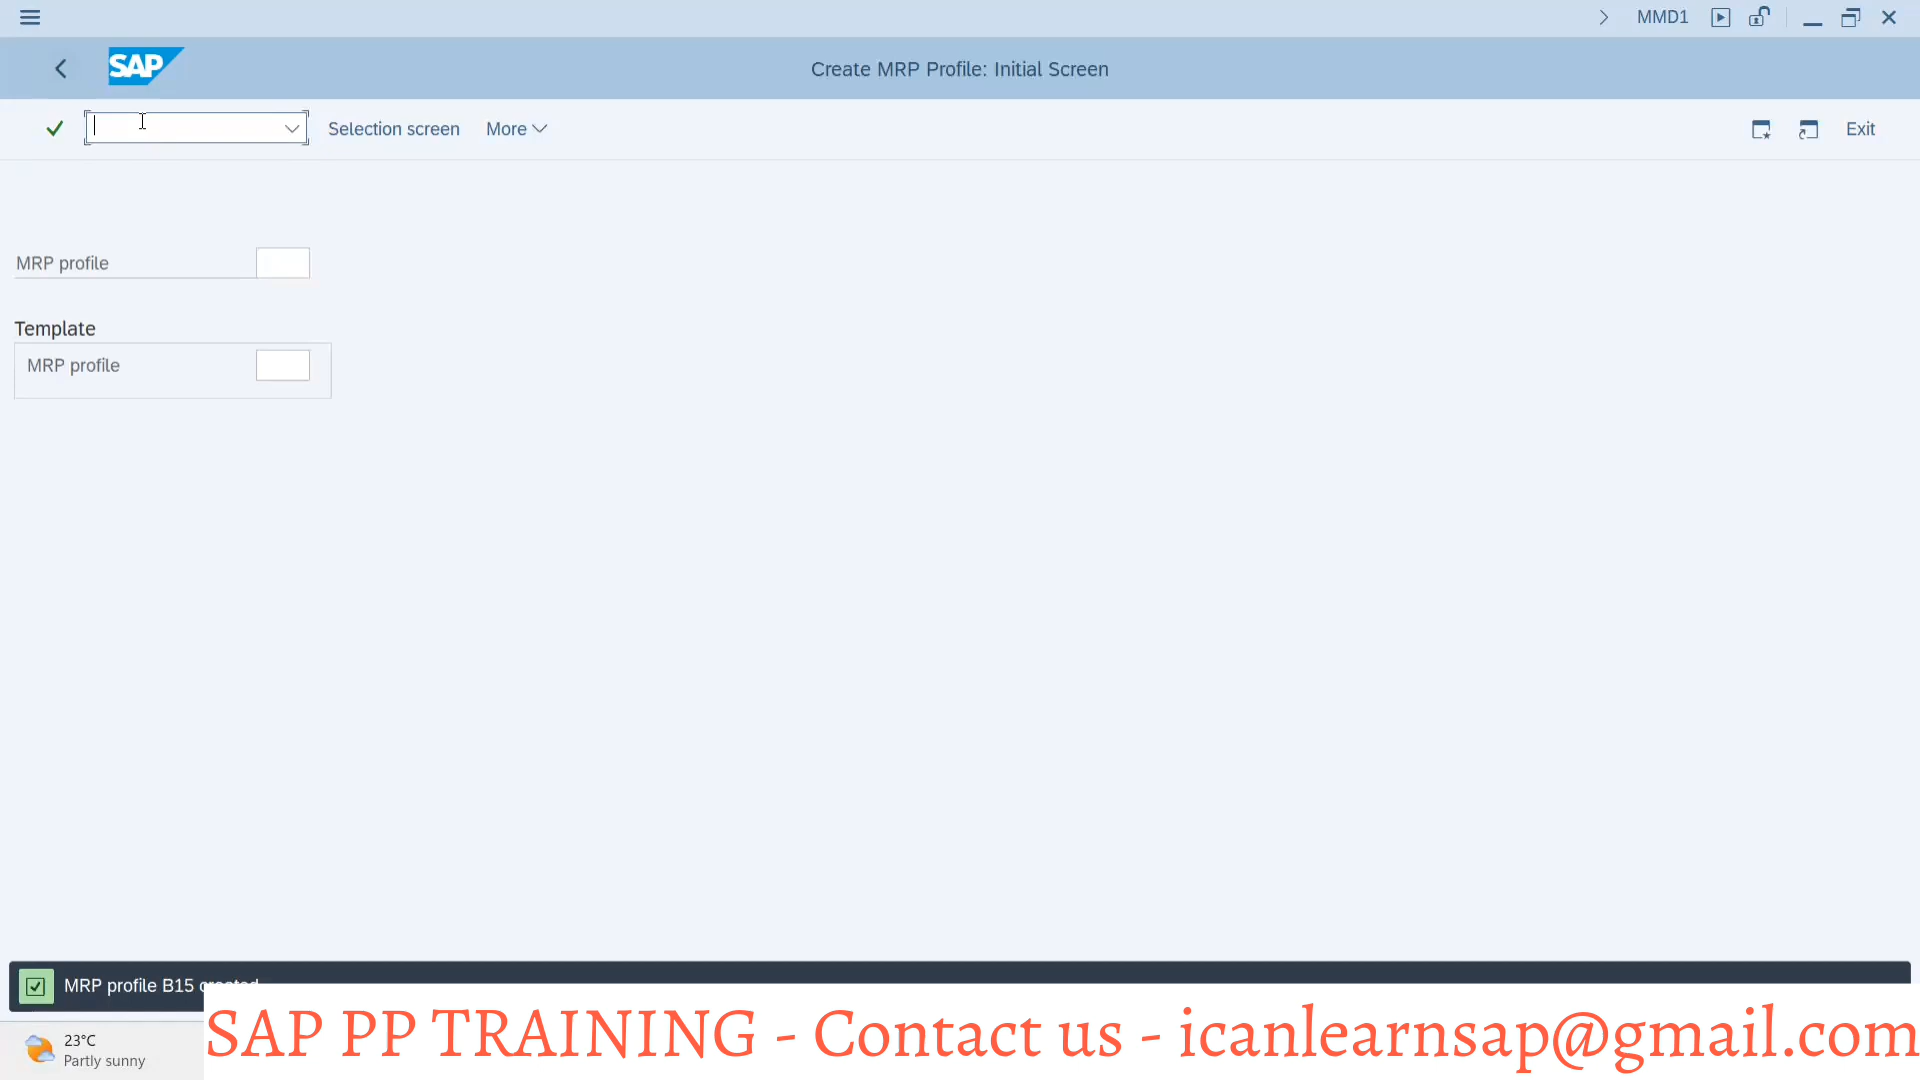 MMD1
SAP
Create MRP Profile: Initial Screen
Selection screen More
Exit
MRP profile
Template
MRP profile
MRP profile B15 created
SAP PP TRAINING - Contact us - icanlearnsap@gmail.com
23°C
Partly sunny